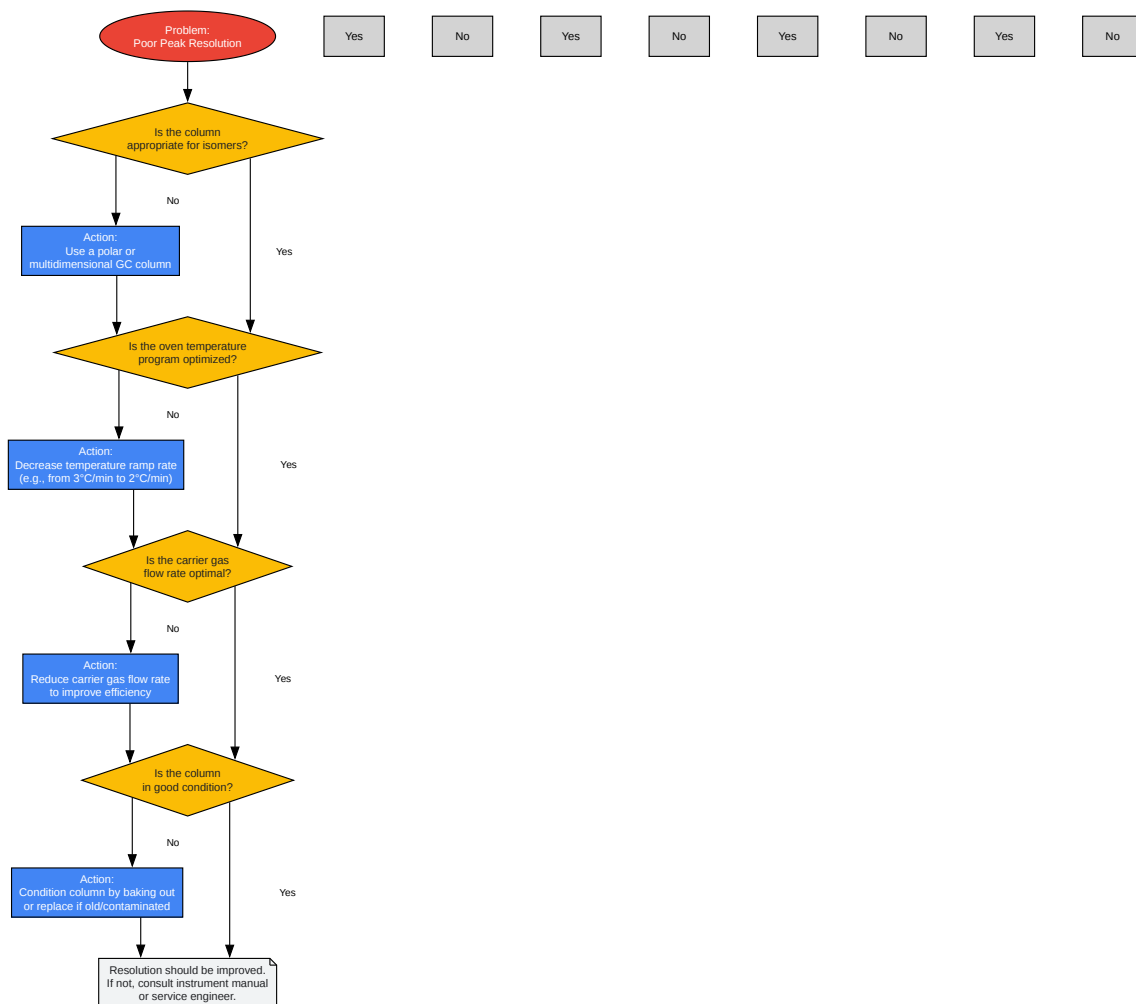 Problem:
Poor Peak Resolution
Yes
No
Yes
No
Yes
No
Yes
No
Is the column
appropriate for isomers?
No
Action:
Use a polar or
multidimensional GC column
Yes
Is the oven temperature
program optimized?
No
Action:
Decrease temperature ramp rate
(e.g., from 3°C/min to 2°C/min)
Yes
Is the carrier gas
flow rate optimal?
No
Action:
Reduce carrier gas flow rate
to improve efficiency
Yes
Is the column
in good condition?
No
Action:
Condition column by baking out
or replace if old/contaminated
Yes
Resolution should be improved.
If not, consult instrument manual
or service engineer.